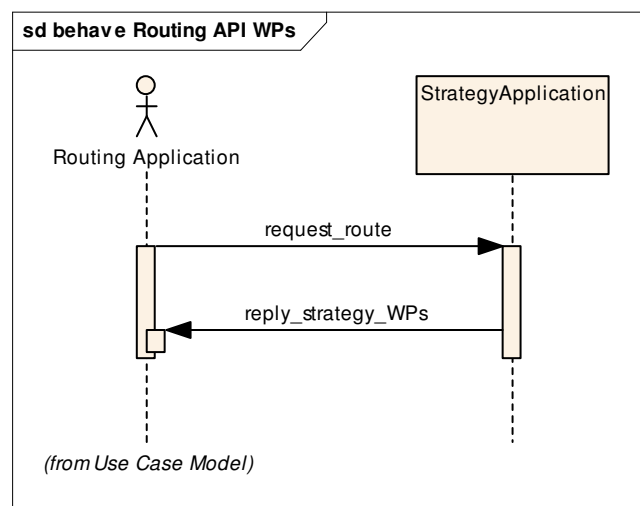 sd behave Routing API WPs
StrategyApplication
Routing Application
request_route
reply_strategy_WPs
(from Use Case Model)